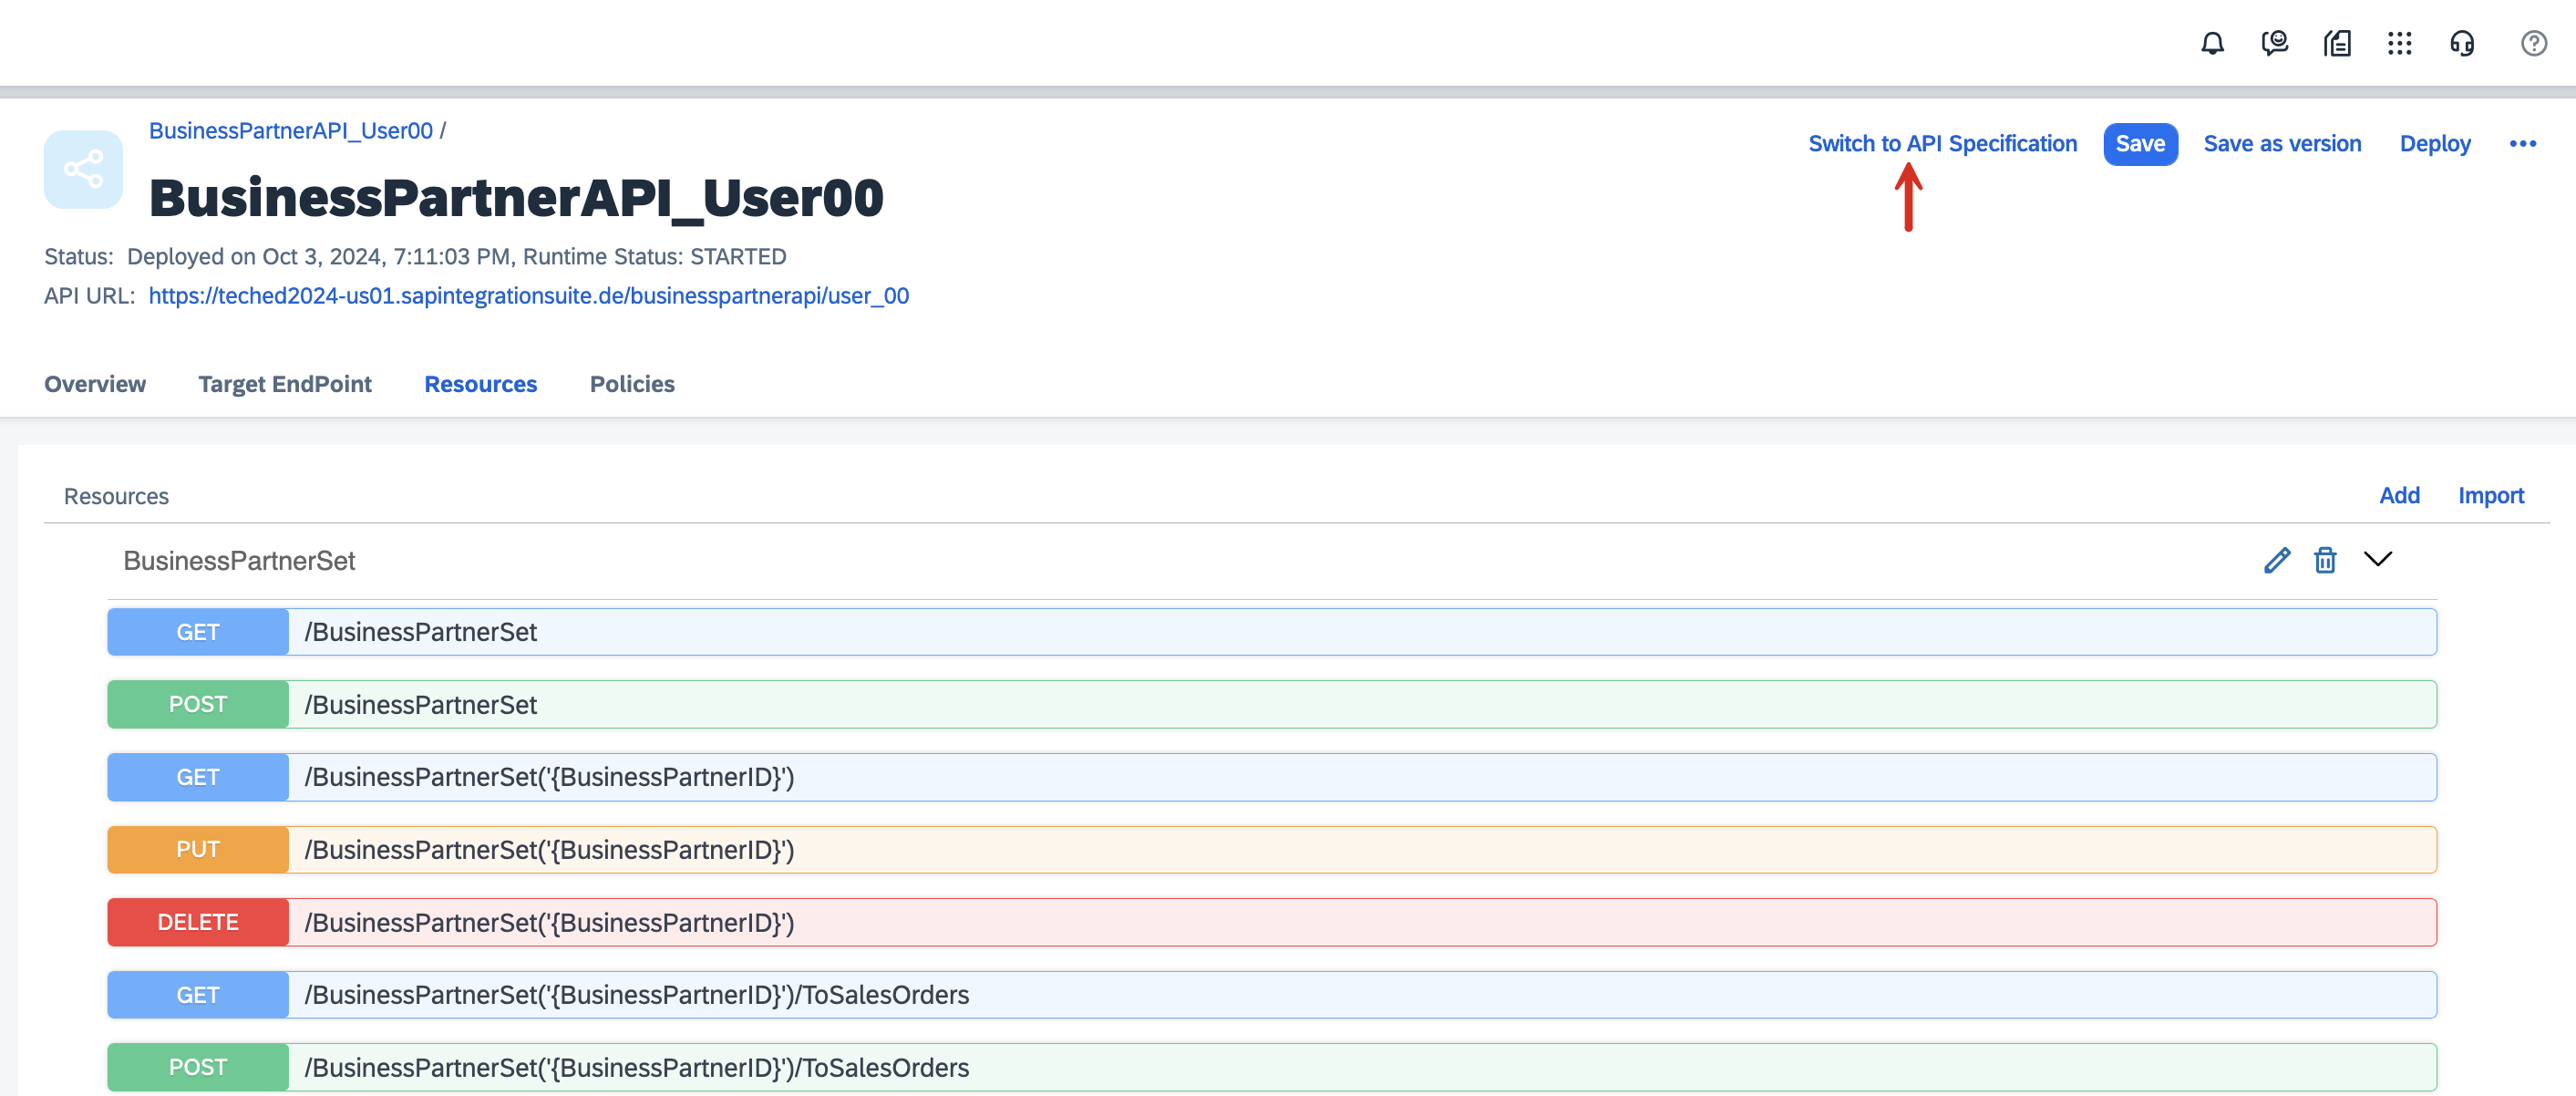 BusinessPartnerAPI_User00 /
Switch to API Specification Save Save as version Deploy
BusinessPartnerAPI_User00
Status: Deployed on Oct 3, 2024, 7:11:03 PM, Runtime Status: STARTED
API URL: https://teched2024-us01.sapintegrationsuite.de/businesspartnerapi/user_00
Overview Target EndPoint Resources Policies
Resources Add Import
BusinessPartnerSet
GET /BusinessPartnerSet
POST /BusinessPartnerSet
GET /BusinessPartnerSet('{BusinessPartnerID}')
PUT /BusinessPartnerSet('{BusinessPartnerID}')
DELETE /BusinessPartnerSet('{BusinessPartnerID}')
GET /BusinessPartnerSet('{BusinessPartnerID}')/ToSalesOrders
POST /BusinessPartnerSet('{BusinessPartnerID}')/ToSalesOrders